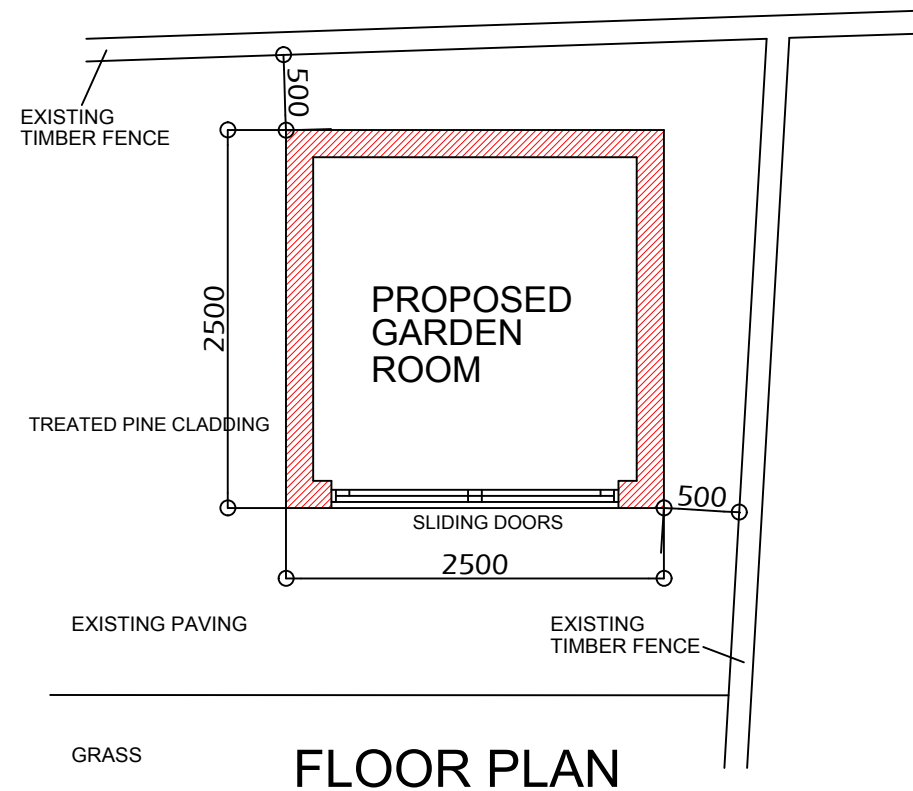 500
EXISTING
TIMBER FENCE
2500
PROPOSED
GARDEN
ROOM
TREATED PINE CLADDING
500
SLIDING DOORS
2500
EXISTING PAVING
EXISTING
TIMBER FENCE
GRASS
FLOOR PLAN